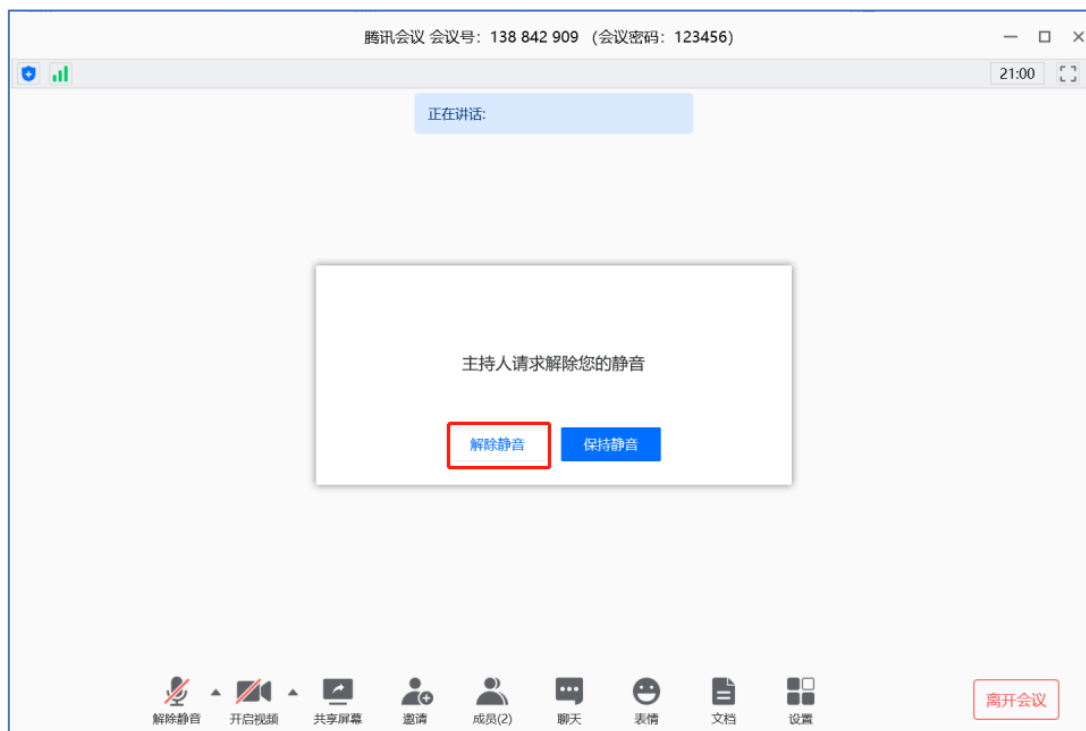 腾讯会议 会议号：138 842 909 （会议密码：123456）
21:00
正在讲话:
主持人请求解除您的静音
解除静音 保持静音
解除静音 开启视频 共享屏幕 邀请 成员(2) 聊天 表情 文档 设置 离开会议